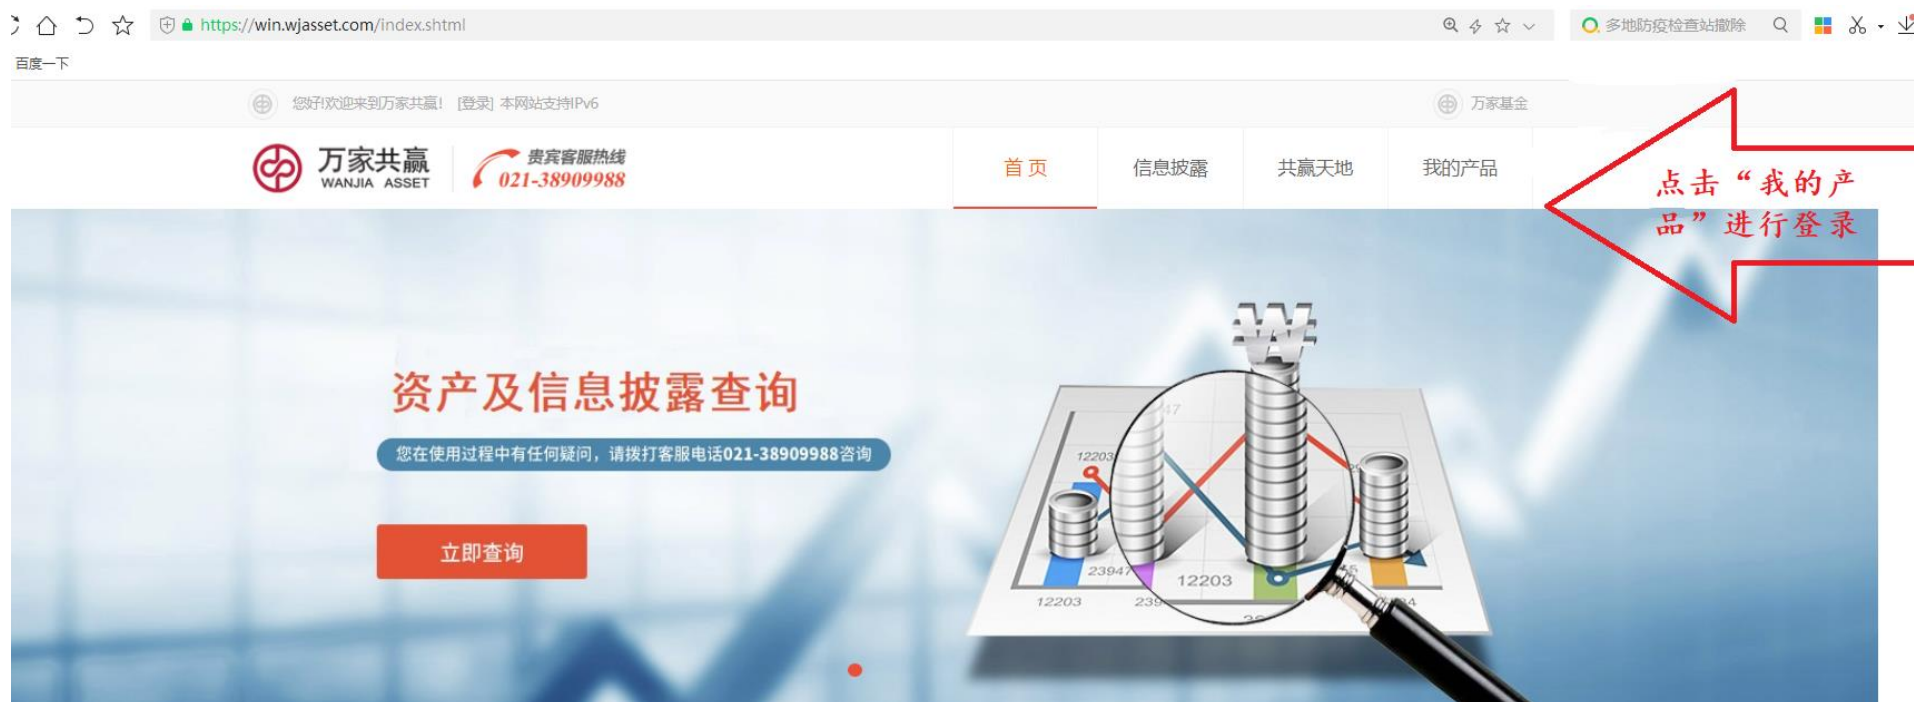 https://win.wjasset.com/index.shtml
多地防疫检查站撤除
百度一下
您好!欢迎来到万家共赢! [登录] 本网站支持IPv6
万家基金
万家共赢
WANJIA ASSET
贵宾客服热线
021-38909988
首页
信息披露
共赢天地
我的产品
点击“我的产
品”进行登录
资产及信息披露查询
您在使用过程中有任何疑问，请拨打客服电话021-38909988咨询
立即查询
12203
23947
12203
12203